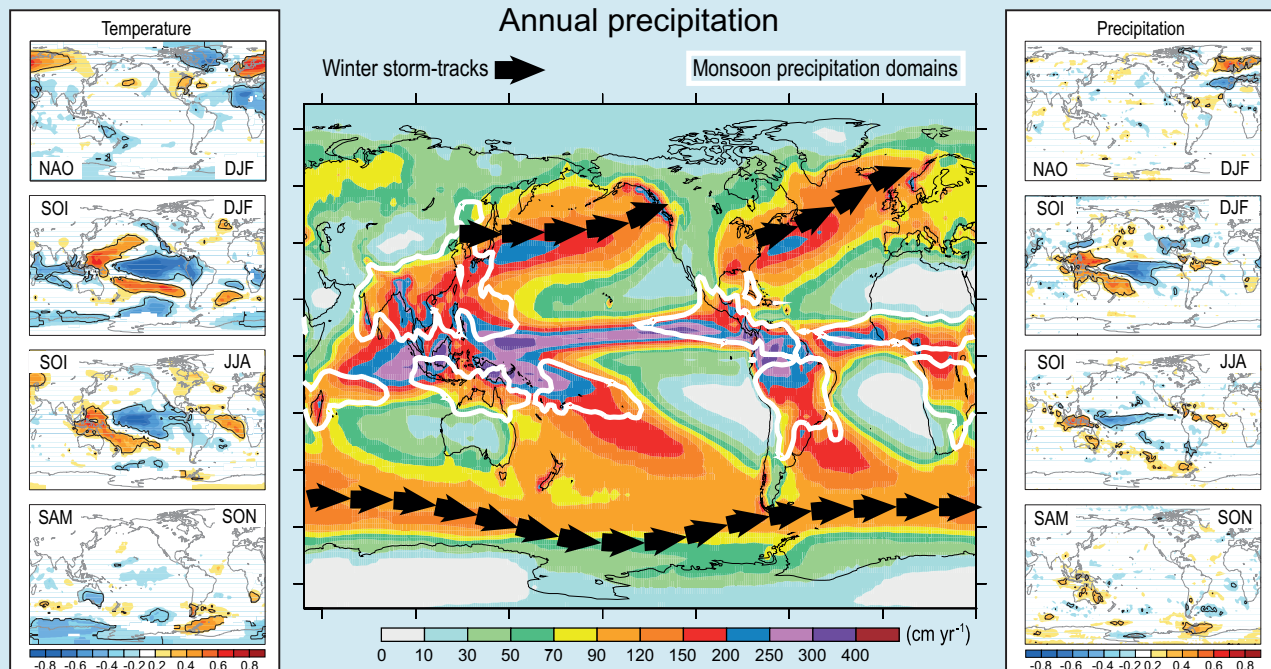 Annual precipitation
Temperature
NAO DJF
SOI DJF
SOI JJA
SAM SON
-0.8 -0.6 -0.4 -0.2 0.2 0.4 0.6 0.8
Winter storm-tracks
Monsoon precipitation domains
0 10 30 50 70 90 120 150 200 250 300 400 (cm yr-1)
Precipitation
NAO DJF
SOI DJF
SOI JJA
SAM SON
-0.8 -0.6 -0.4 -0.2 0.2 0.4 0.6 0.8